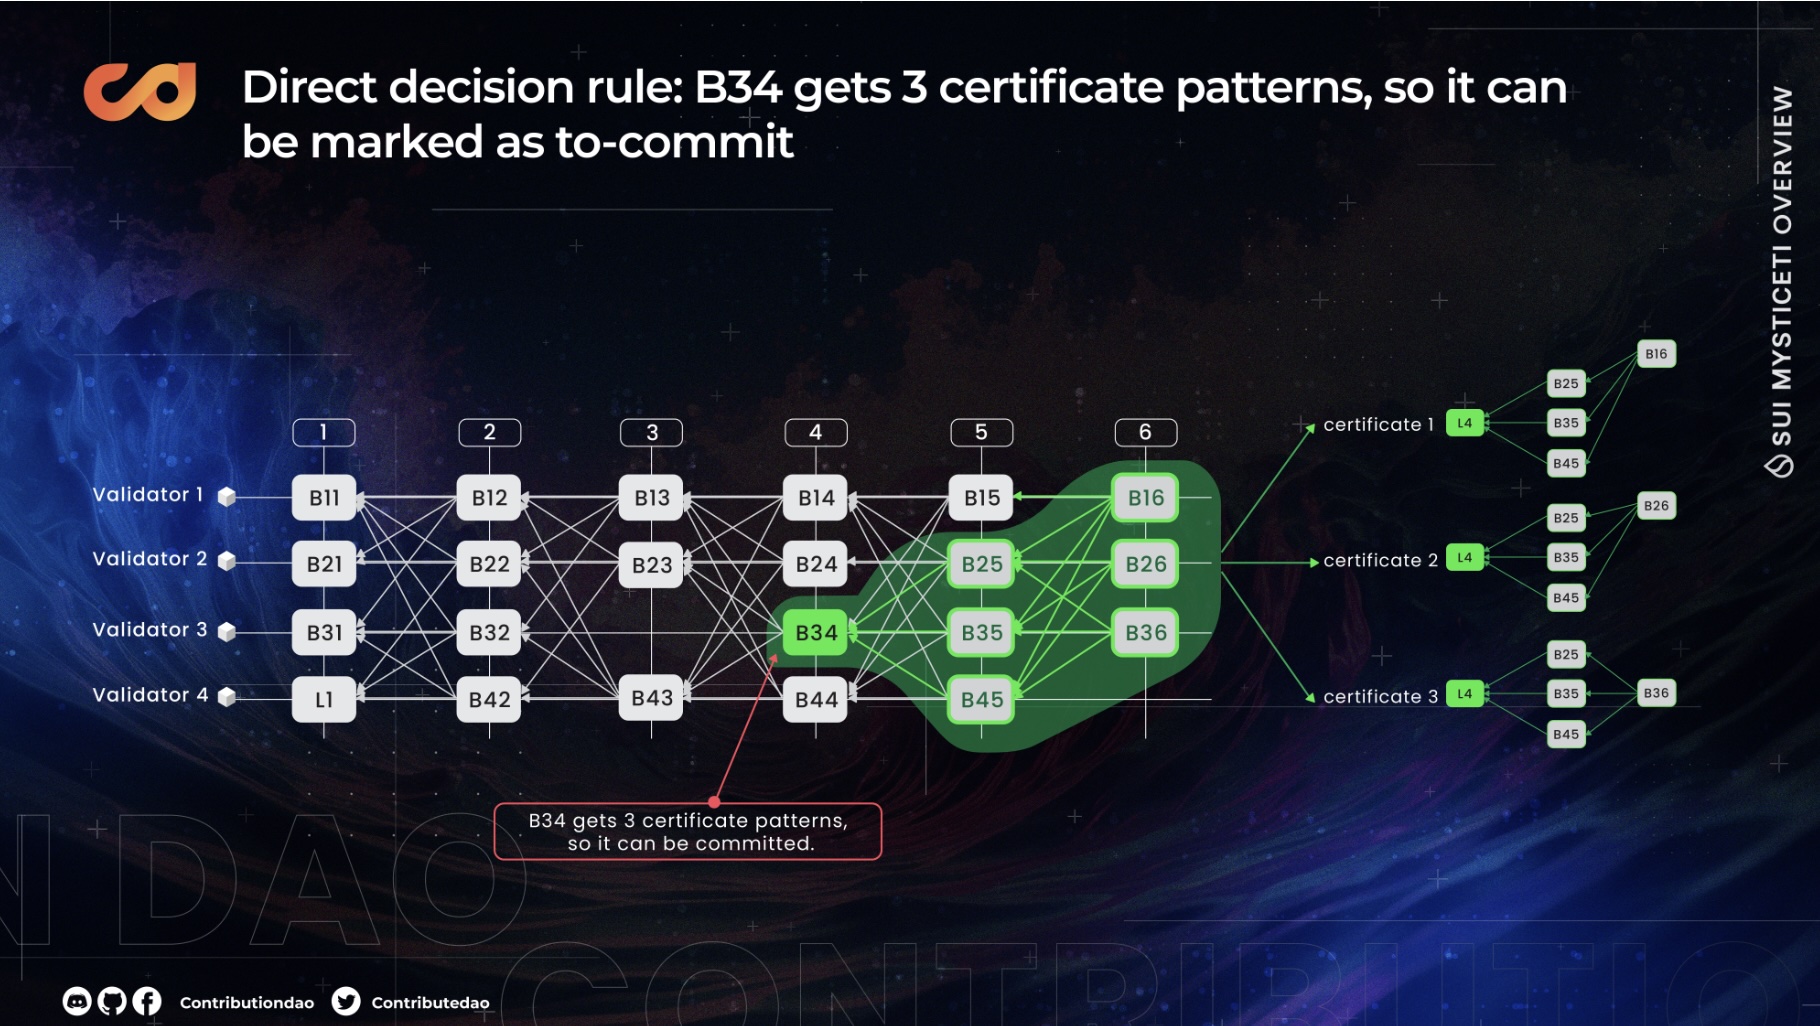 Direct decision rule: B34 gets 3 certificate patterns, so it can
be marked as to-commit
SUI MYSTICETI OVERVIEW
1 2 3 4 5 6
Validator 1 B11 B12 B13 B14 B15 B16
Validator 2 B21 B22 B23 B24 B25 B26
Validator 3 B31 B32 B34 B35 B36
Validator 4 L1 B42 B43 B44 B45
certificate 1 L4 B25 B35 B45 B16
certificate 2 L4 B25 B35 B45 B26
certificate 3 L4 B25 B35 B45 B36
B34 gets 3 certificate patterns,
so it can be committed.
N DAO
CONTRIBUTIO
Contributiondao Contributedao